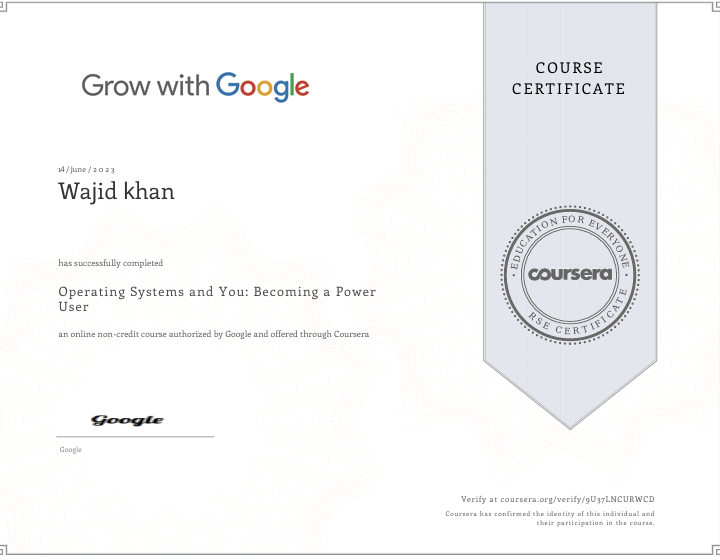 Grow with Google
COURSE
CERTIFICATE
14/June/2023
Wajid khan
has successfully completed
Operating Systems and You: Becoming a Power
User
an online non-credit course authorized by Google and offered through Coursera
EDUCATION FOR EVERYONE
coursera
RSE CERTIFICATE
Google
Google
Verify at coursera.org/verify/9U37LNCURWCD
Coursera has confirmed the identity of this individual and
their participation in the course.